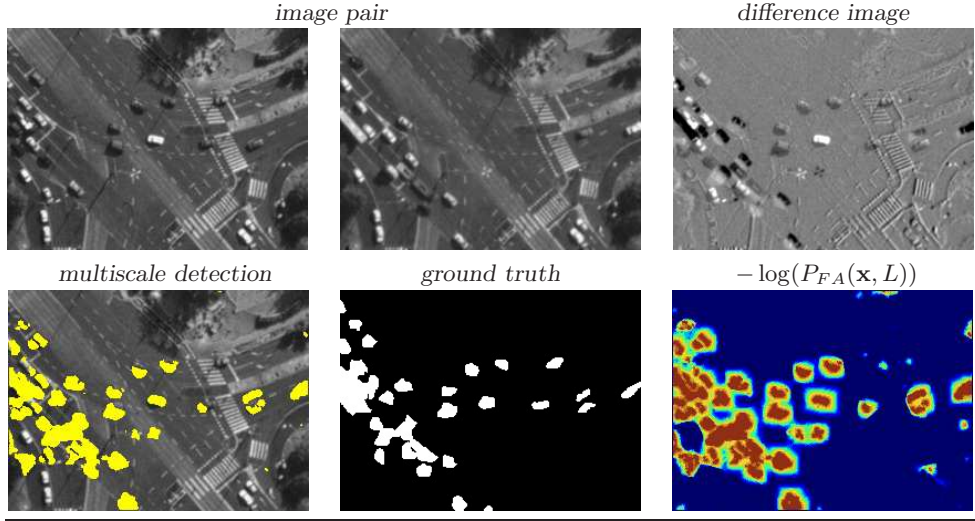 image pair difference image
multiscale detection ground truth − log(P_{FA}(x, L))